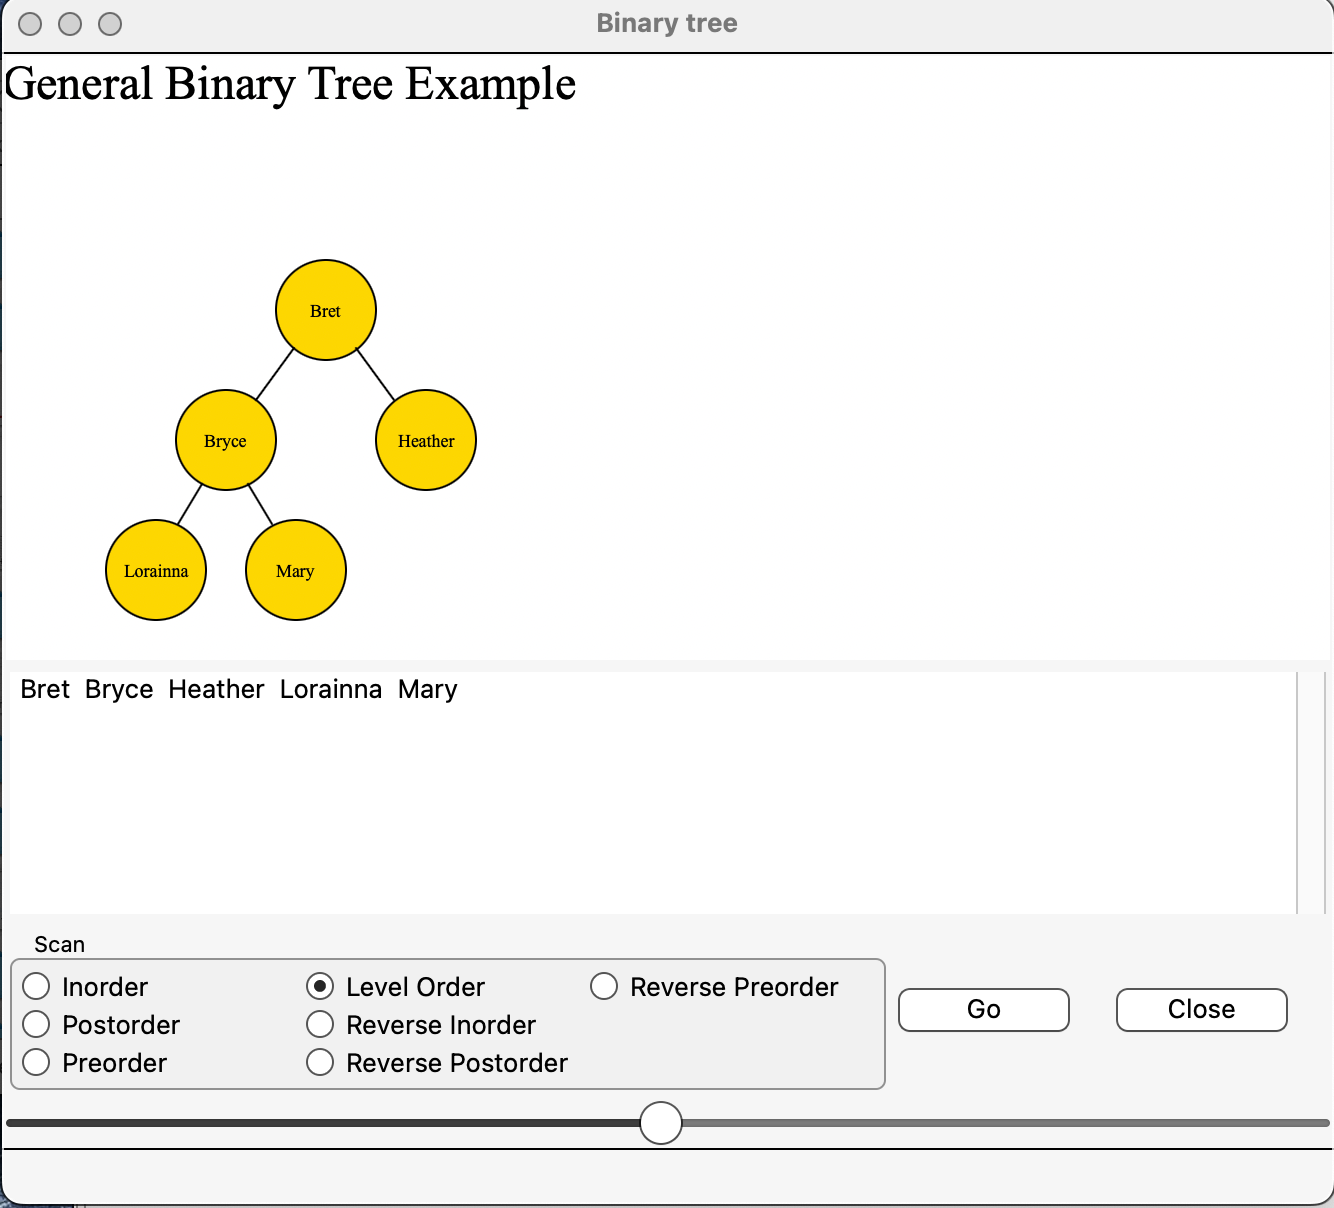 Binary tree
General Binary Tree Example
Bret
Bryce
Heather
Lorainna
Mary
Bret Bryce Heather Lorainna Mary
Scan
Inorder
Level Order
Reverse Preorder
Postorder
Reverse Inorder
Preorder
Reverse Postorder
Go
Close